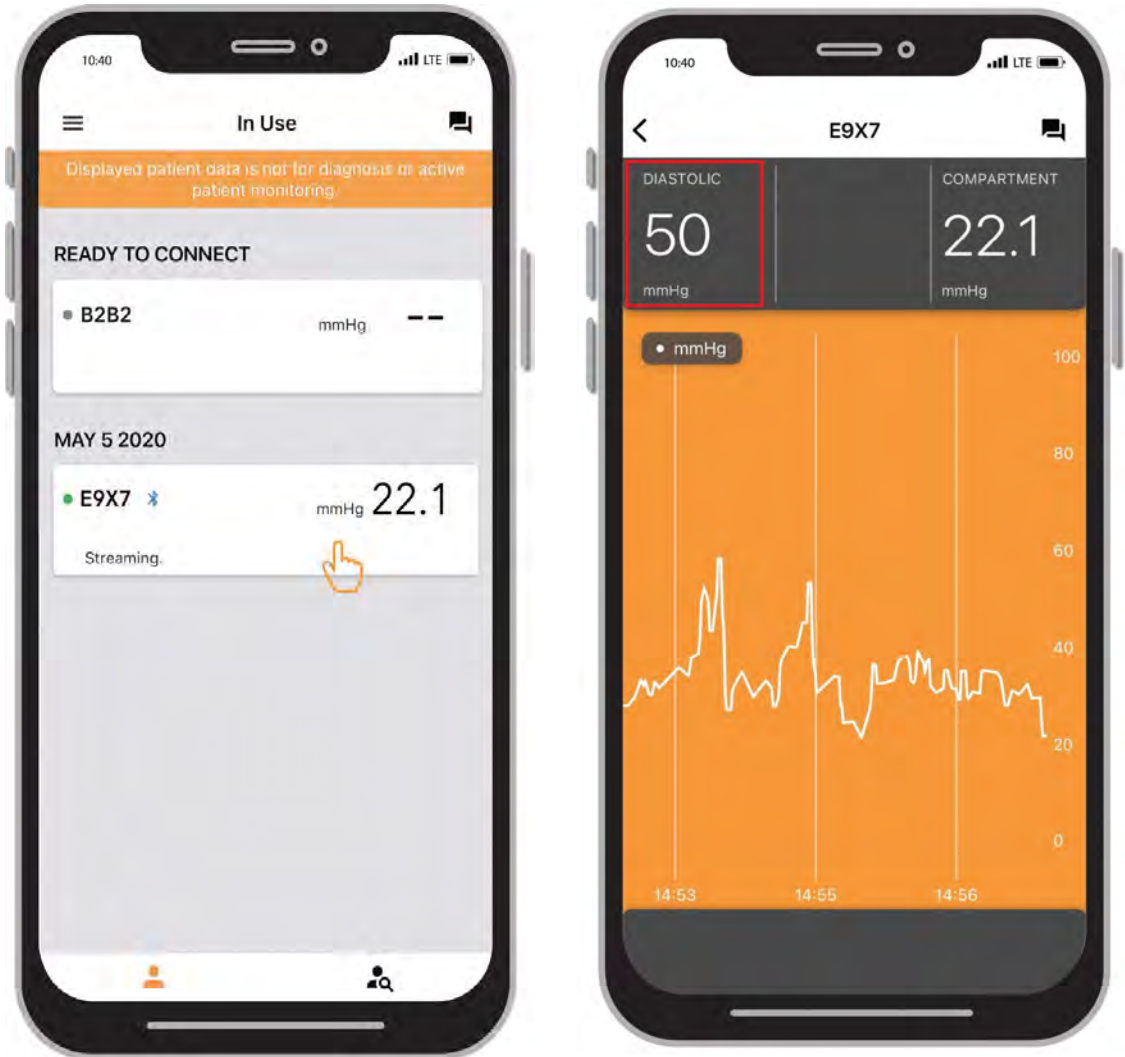 10:40
LTE
In Use
Displayed patient data is not for diagnosis or active
patient monitoring.
READY TO CONNECT
B2B2
mmHg
--
MAY 5 2020
E9X7
mmHg 22.1
Streaming.
10:40
LTE
E9X7
DIASTOLIC
50
mmHg
COMPARTMENT
22.1
mmHg
mmHg
100
80
60
40
20
0
14:53
14:55
14:56